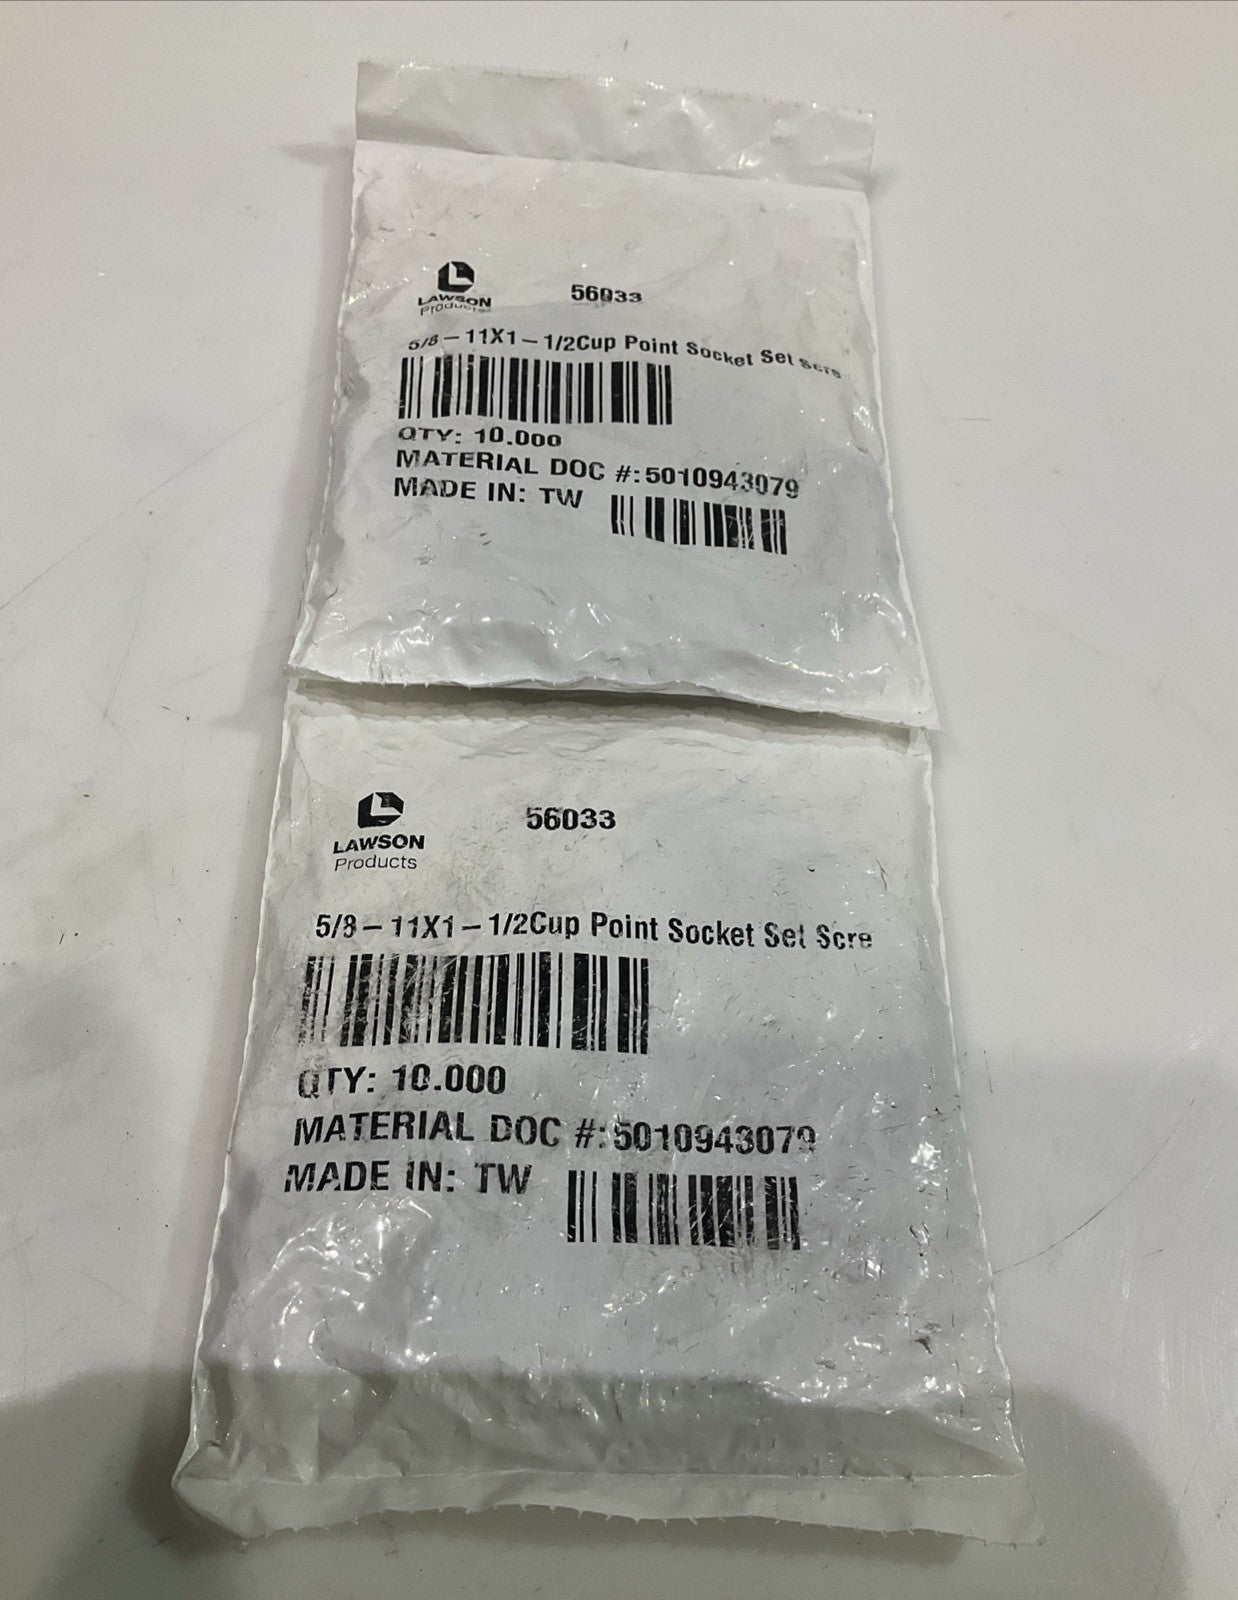 LAWSON
Products
56033
5/8-11X1-1/2Cup Point Socket Set Scre
QTY: 10.000
MATERIAL DOC #:5010943079
MADE IN: TW
LAWSON
Products
56033
5/8-11X1-1/2Cup Point Socket Set Scre
QTY: 10.000
MATERIAL DOC #:5010943079
MADE IN: TW